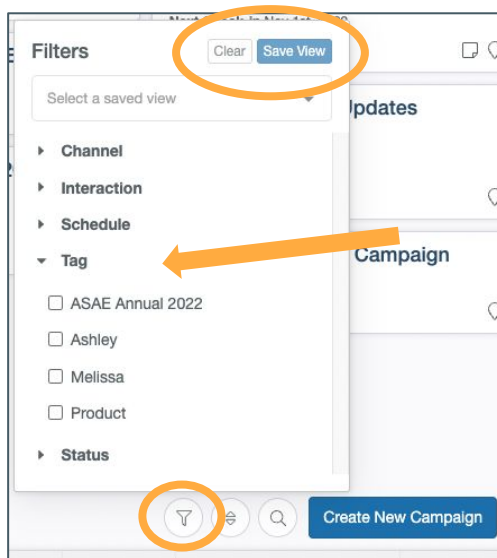 Filters
Clear
Save View
Select a saved view
Updates
Channel
Interaction
Schedule
Tag
Campaign
ASAE Annual 2022
Ashley
Melissa
Product
Status
Create New Campaign